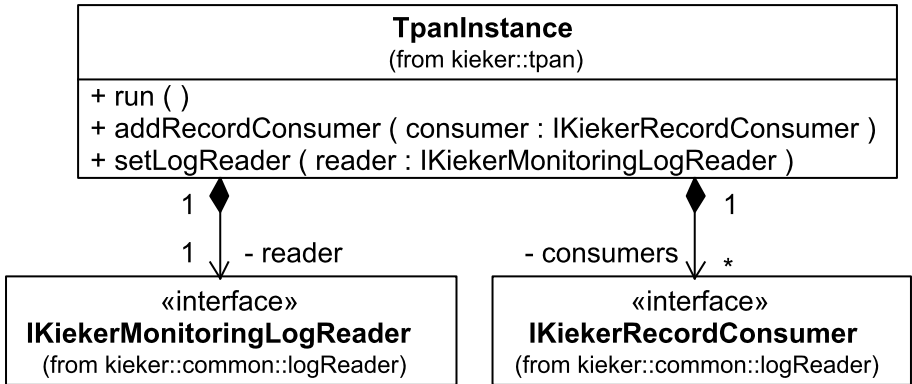 TpanInstance
(from kieker::tpan)
+ run ( )
+ addRecordConsumer ( consumer : IKiekerRecordConsumer )
+ setLogReader ( reader : IKiekerMonitoringLogReader )
1
1
1 - reader
- consumers *
«interface»
IKiekerMonitoringLogReader
(from kieker::common::logReader)
«interface»
IKiekerRecordConsumer
(from kieker::common::logReader)